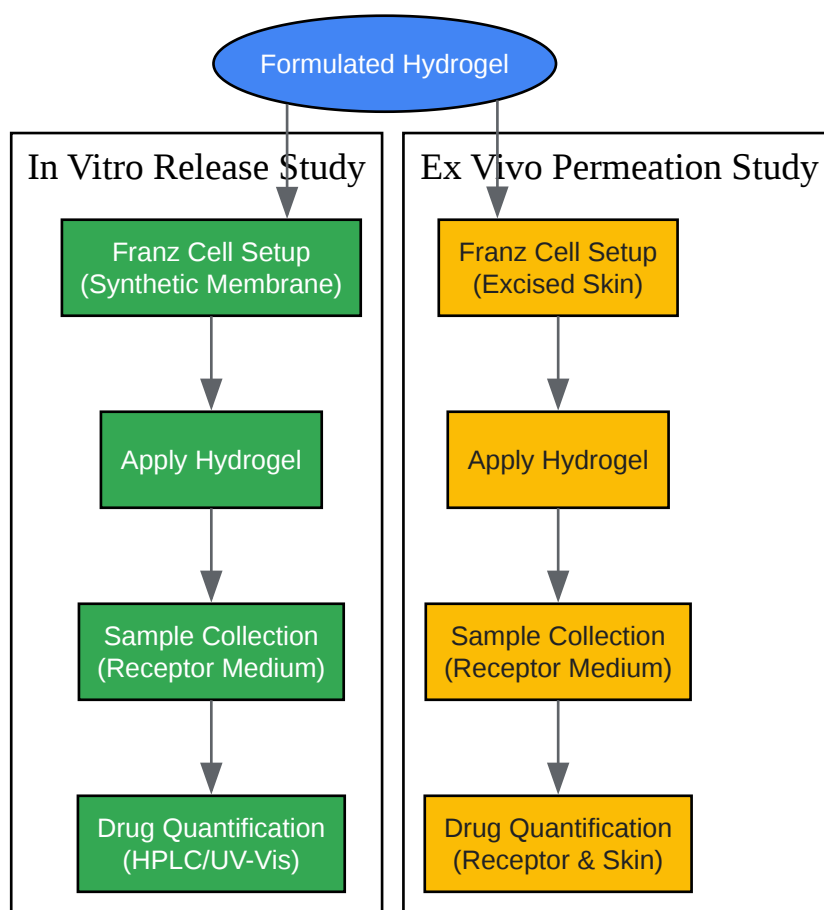 Formulated Hydrogel
In Vitro Release Study
Franz Cell Setup
(Synthetic Membrane)
Apply Hydrogel
Sample Collection
(Receptor Medium)
Drug Quantification
(HPLC/UV-Vis)
Ex Vivo Permeation Study
Franz Cell Setup
(Excised Skin)
Apply Hydrogel
Sample Collection
(Receptor Medium)
Drug Quantification
(Receptor & Skin)